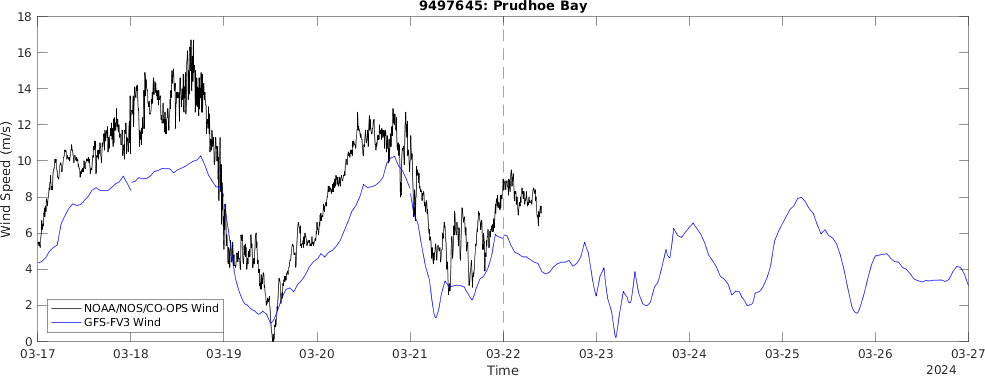 9497645: Prudhoe Bay
18
16
14
12
10
8
6
4
2
0
Wind Speed (m/s)
NOAA/NOS/CO-OPS Wind
GFS-FV3 Wind
03-17 03-18 03-19 03-20 03-21 03-22 03-23 03-24 03-25 03-26 03-27
Time
2024